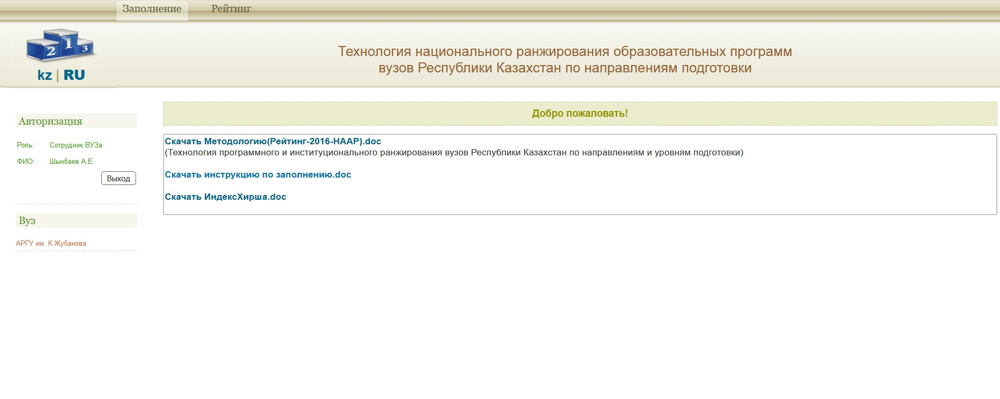 Заполнение Рейтинг
2 1 3
kz | RU
Технология национального ранжирования образовательных программ
вузов Республики Казахстан по направлениям подготовки
Авторизация
Роль: Сотрудник ВУЗа
ФИО: Шынбаев А.Е.
Выход
Вуз
АРГУ им. К.Жубанова
Добро пожаловать!
Скачать Методологию(Рейтинг-2016-НААР).doc
(Технология программного и институционального ранжирования вузов Республики Казахстан по направлениям и уровням подготовки)
Скачать инструкцию по заполнению.doc
Скачать ИндексХирша.doc